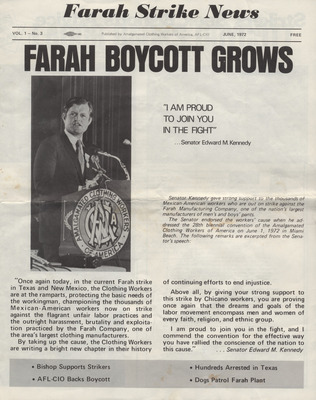 Farah Strike News
VOL. 1 – No. 3
Published by Amalgamated Clothing Workers of America, AFL-CIO
JUNE, 1972
FREE
FARAH BOYCOTT GROWS
"I AM PROUD
TO JOIN YOU
IN THE FIGHT"
. . . Senator Edward M. Kennedy
AMALGAMATED CLOTHING WORKERS
OF AMERICA
Senator Kennedy gave strong support to the thousands of
Mexican-American workers who are out on strike against the
Farah Manufacturing Company, one of the nation's largest
manufacturers of men's and boys' pants.
The Senator endorsed the workers' cause when he ad-
dressed the 28th biennial convention of the Amalgamated
Clothing Workers of America on June 1, 1972 in Miami
Beach. The following remarks are excerpted from the Sena-
tor's speech.
"Once again today, in the current Farah strike
in Texas and New Mexico, the Clothing Workers
are at the ramparts, protecting the basic needs of
the workingman, championing the thousands of
Mexican-American workers now on strike
against the flagrant unfair labor practices and
the outright harassment, brutality and exploita-
tion practiced by the Farah Company, one of
the area's largest clothing manufacturers.
By taking up the cause, the Clothing Workers
are writing a bright new chapter in their history
of continuing efforts to end injustice.
Above all, by giving your strong support to
this strike by Chicano workers, you are proving
once again that the dreams and goals of the
labor movement encompass men and women of
every faith, religion, and ethnic group.
I am proud to join you in the fight, and I
commend the convention for the effective way
you have rallied the conscience of the nation to
this cause." . . . Senator Edward M. Kennedy
• Bishop Supports Strikers
• AFL-CIO Backs Boycott
• Hundreds Arrested in Texas
• Dogs Patrol Farah Plant